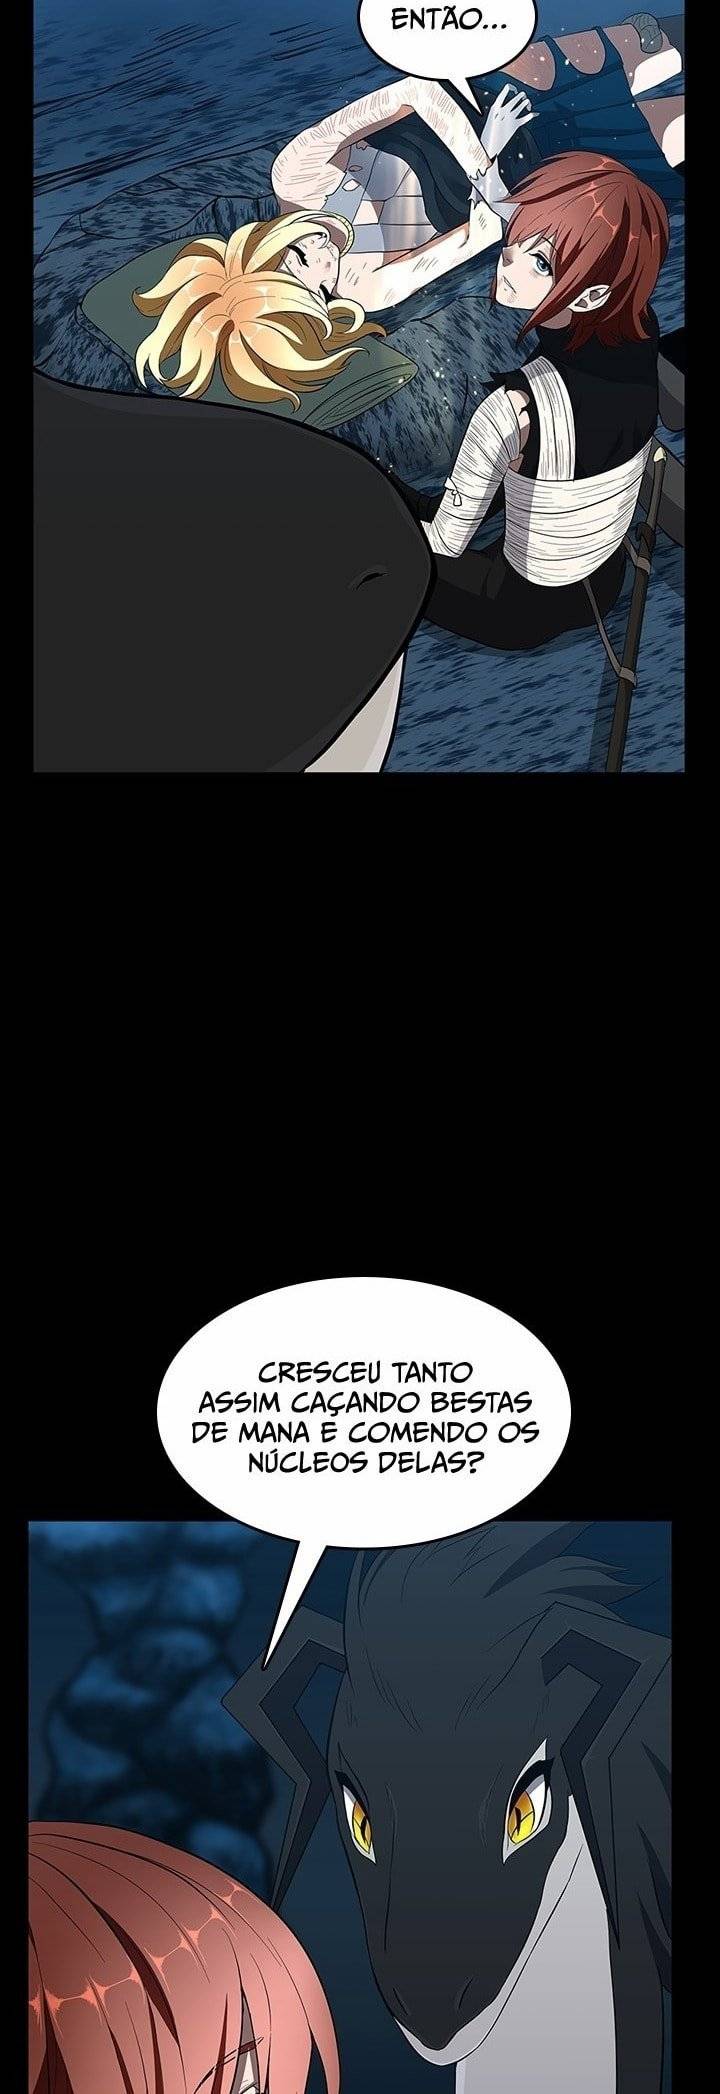 ENTÃO...
CRESCEU TANTO
ASSIM CAÇANDO BESTAS
DE MANA E COMENDO OS
NÚCLEOS DELAS?